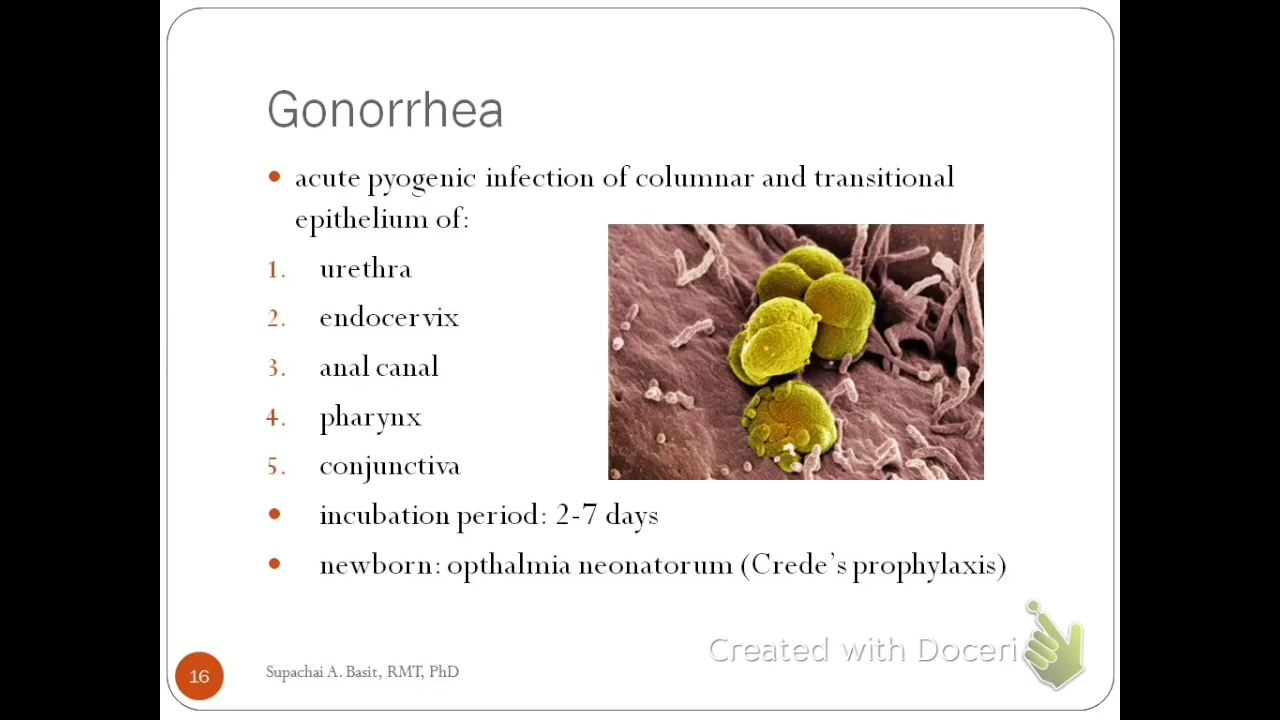 Gonorrhea
• acute pyogenic infection of columnar and transitional
epithelium of:
1. urethra
2. endocervix
3. anal canal
4. pharynx
5. conjunctiva
• incubation period: 2-7 days
• newborn: opthalmia neonatorum (Crede's prophylaxis)
Created with Doceri
16 Supachai A. Basit, RMT, PhD